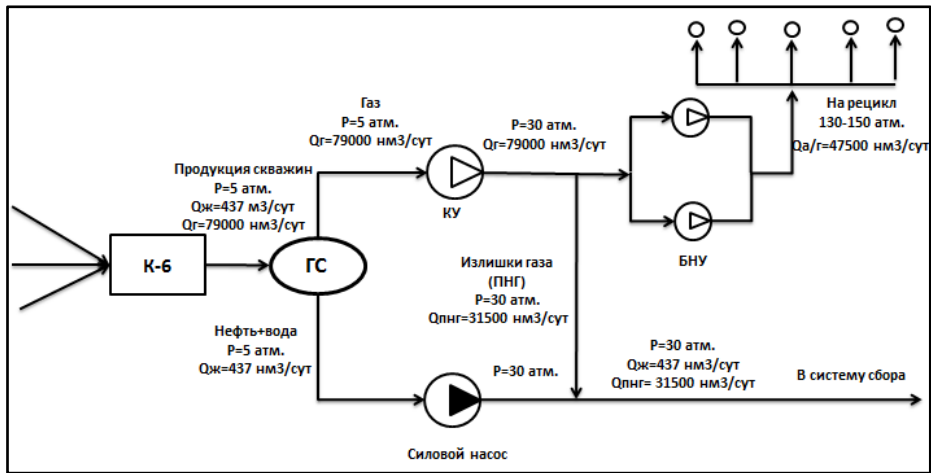 Газ
P=5 атм.
Qг=79000 нм3/сут
P=30 атм.
Qг=79000 нм3/сут
На рецикл
130-150 атм.
Qа/г=47500 нм3/сут
Продукция скважин
P=5 атм.
Qж=437 м3/сут
Qг=79000 нм3/сут
КУ
БНУ
К-6
ГС
Излишки газа
(ПНГ)
P=30 атм.
Qпнг=31500 нм3/сут
Нефть+вода
P=5 атм.
Qж=437 нм3/сут
P=30 атм.
P=30 атм.
Qж=437 нм3/сут
Qпнг= 31500 нм3/сут
В систему сбора
Силовой насос